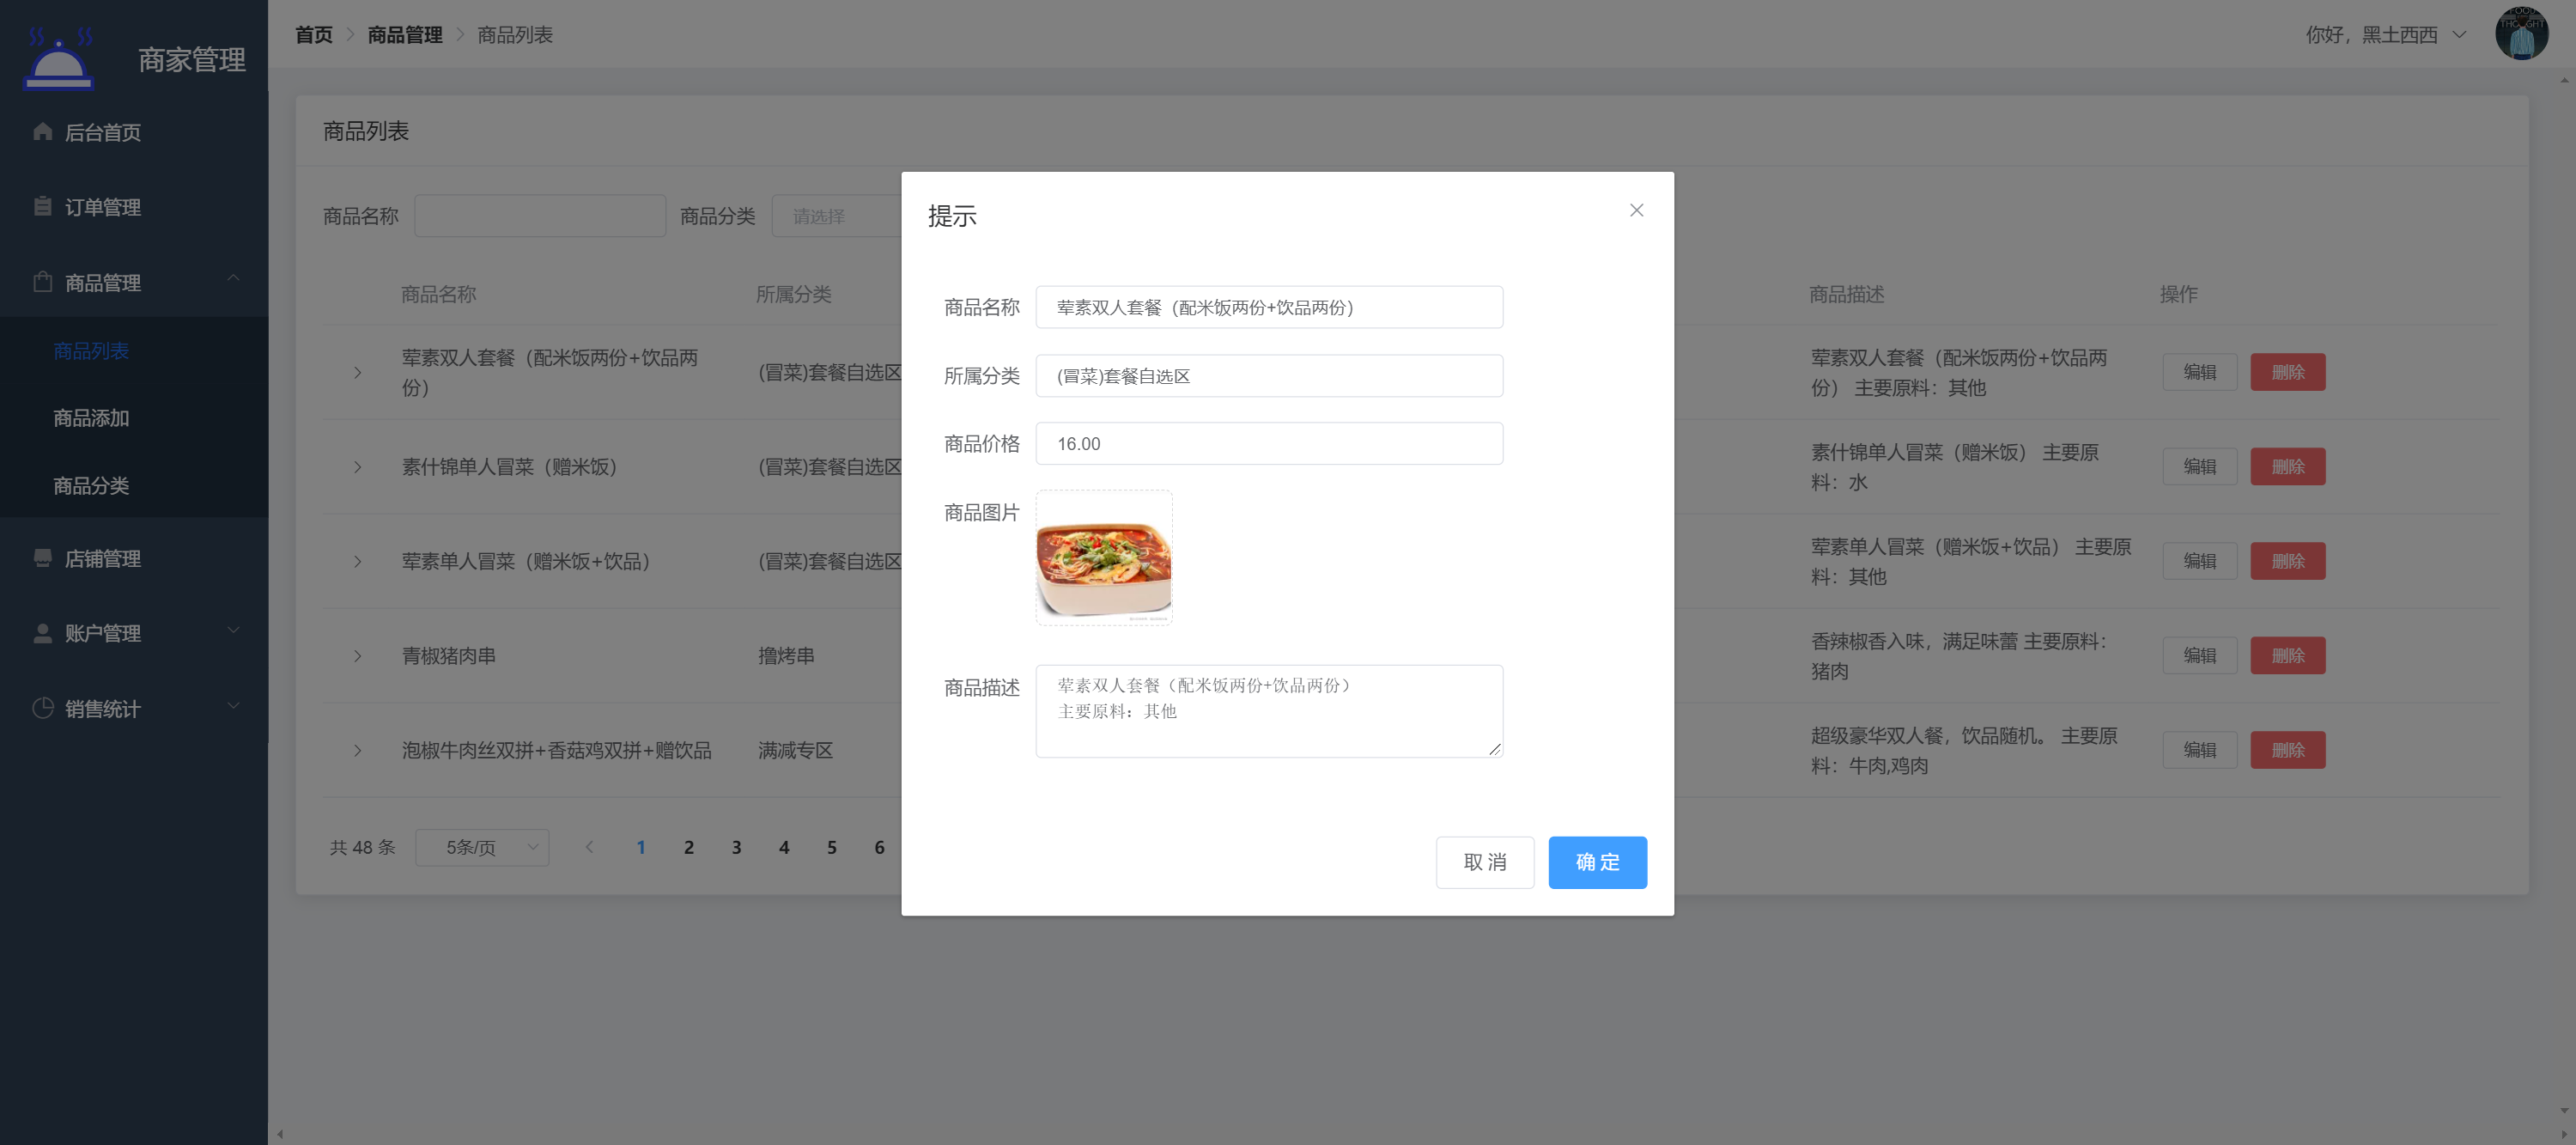 商家管理
首页 商品管理 商品列表
你好，黑土西西
后台首页
订单管理
商品管理
商品列表
商品添加
商品分类
店铺管理
账户管理
销售统计
商品列表
商品名称 商品分类 请选择
商品名称 所属分类 商品描述 操作
荤素双人套餐（配米饭两份+饮品两
份）
(冒菜)套餐自选区
荤素双人套餐（配米饭两份+饮品两
份） 主要原料：其他
编辑 删除
素什锦单人冒菜（赠米饭）
(冒菜)套餐自选区
素什锦单人冒菜（赠米饭） 主要原
料：水
编辑 删除
荤素单人冒菜（赠米饭+饮品）
(冒菜)套餐自选区
荤素单人冒菜（赠米饭+饮品） 主要原
料：其他
编辑 删除
青椒猪肉串
撸烤串
香辣椒香入味，满足味蕾 主要原料：
猪肉
编辑 删除
泡椒牛肉丝双拼+香菇鸡双拼+赠饮品
满减专区
超级豪华双人餐，饮品随机。 主要原
料：牛肉,鸡肉
编辑 删除
共 48 条 5条/页 1 2 3 4 5 6
提示
商品名称 荤素双人套餐（配米饭两份+饮品两份）
所属分类 (冒菜)套餐自选区
商品价格 16.00
商品图片
商品描述 荤素双人套餐（配米饭两份+饮品两份）
主要原料：其他
取 消 确 定